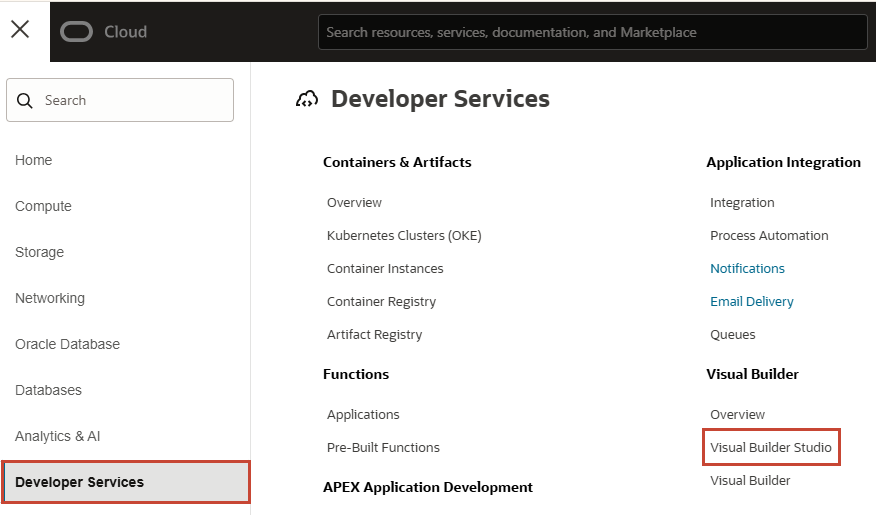 Cloud
Search resources, services, documentation, and Marketplace
Search
Home
Compute
Storage
Networking
Oracle Database
Databases
Analytics & AI
Developer Services
Developer Services
Containers & Artifacts
Overview
Kubernetes Clusters (OKE)
Container Instances
Container Registry
Artifact Registry
Functions
Applications
Pre-Built Functions
APEX Application Development
Application Integration
Integration
Process Automation
Notifications
Email Delivery
Queues
Visual Builder
Overview
Visual Builder Studio
Visual Builder